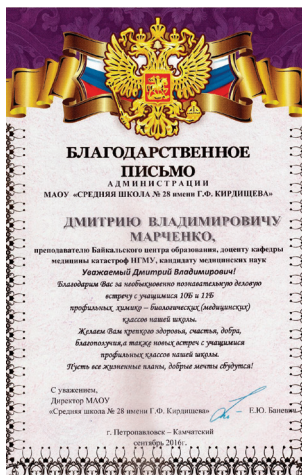 БЛАГОДАРСТВЕННОЕ
ПИСЬМО
АДМИНИСТРАЦИИ
МАОУ «СРЕДНЯЯ ШКОЛА № 28 имени Г.Ф. КИРДИЩЕВА»
ДМИТРИЮ ВЛАДИМИРОВИЧУ
МАРЧЕНКО,
преподавателю Байкальского центра образования, доценту кафедры
медицины катастроф ИГМУ, кандидату медицинских наук
Уважаемый Дмитрий Владимирович!
Благодарим Вас за необыкновенно познавательную деловую
встречу с учащимися 10Б и 11Б
профильных химико – биологических (медицинских)
классов нашей школы.
Желаем Вам крепкого здоровья, счастья, добра,
благополучия, а также новых встреч с учащимися
профильных классов нашей школы.
Пусть все жизненные планы, добрые мечты сбудутся!
С уважением,
Директор МАОУ
«Средняя школа № 28 имени Г.Ф. Кирдищева» Е.Ю.
г. Петропавловск – Камчатский
сентябрь 2016г.